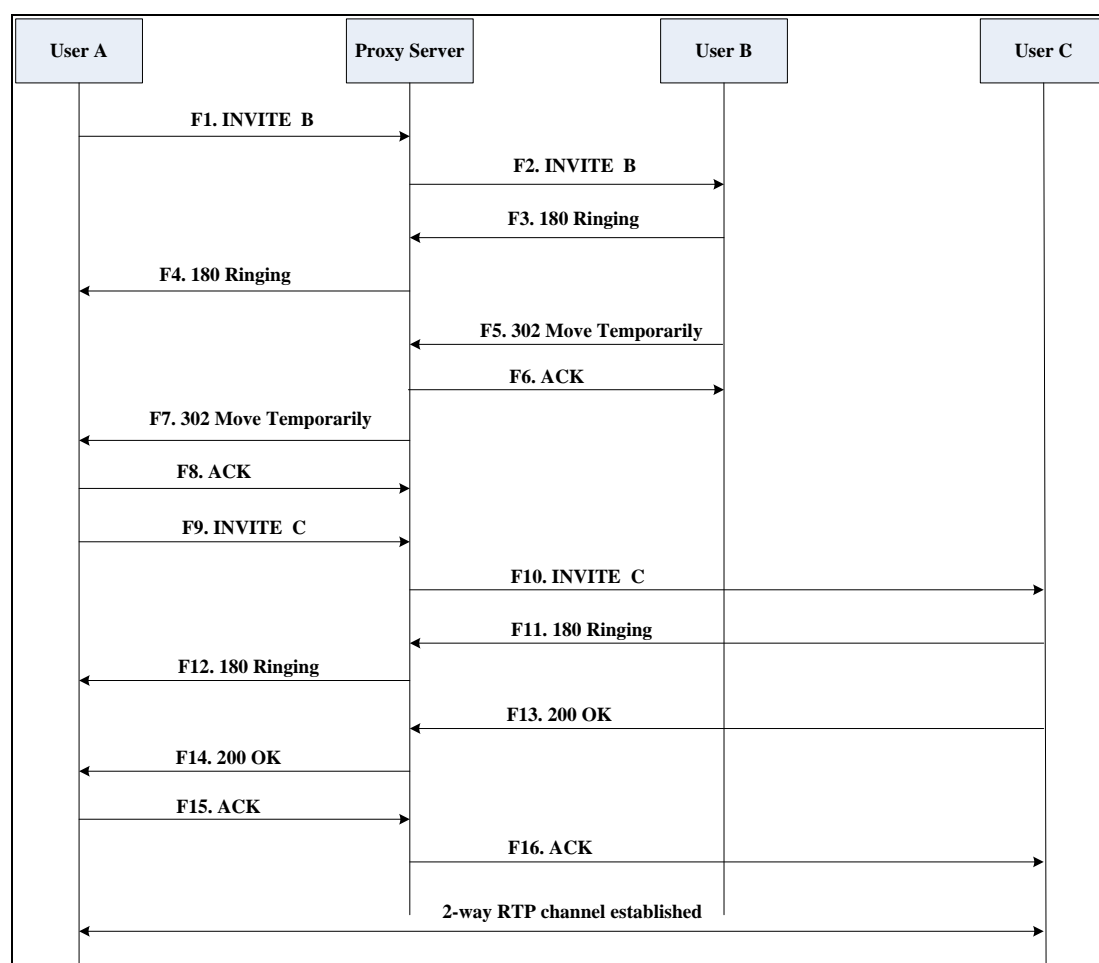 User A
Proxy Server
User B
User C
F1. INVITE B
F2. INVITE B
F3. 180 Ringing
F4. 180 Ringing
F5. 302 Move Temporarily
F6. ACK
F7. 302 Move Temporarily
F8. ACK
F9. INVITE C
F10. INVITE C
F11. 180 Ringing
F12. 180 Ringing
F13. 200 OK
F14. 200 OK
F15. ACK
F16. ACK
2-way RTP channel established